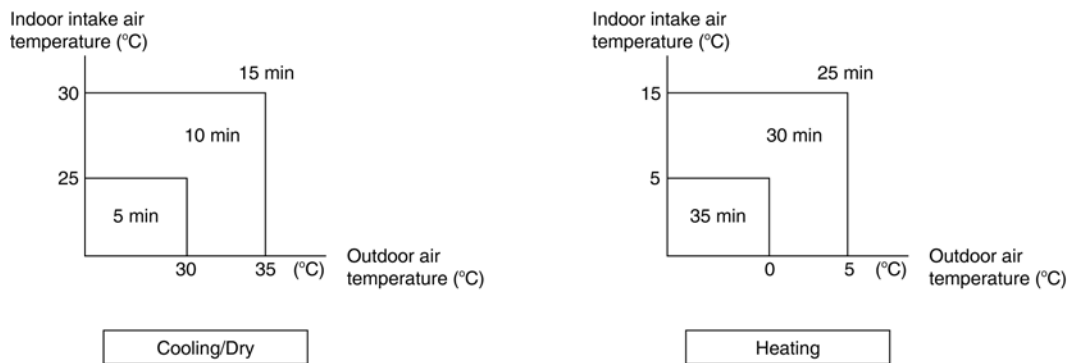 Indoor intake air
temperature (°C)
15 min
30
10 min
25
5 min
30 35 (°C)
Outdoor air
temperature (°C)
Cooling/Dry
Indoor intake air
temperature (°C)
25 min
15
30 min
5
35 min
0 5 (°C)
Outdoor air
temperature (°C)
Heating